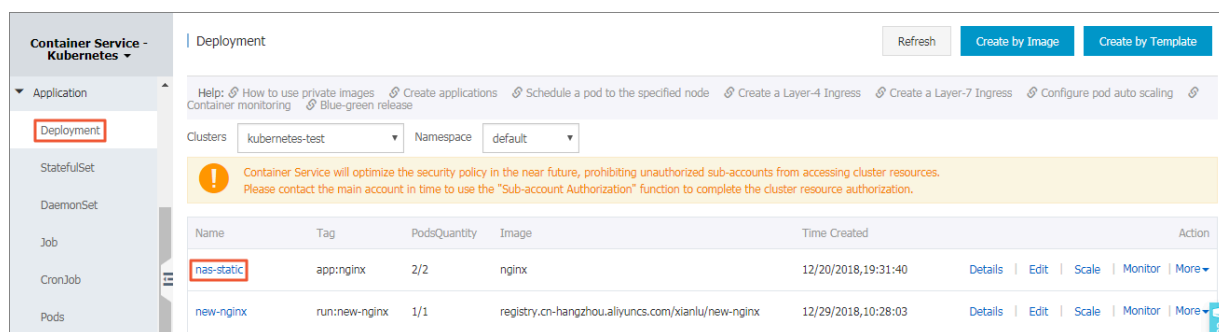 Container Service -
Kubernetes
Deployment
Refresh
Create by Image
Create by Template
Application
Help: How to use private images Create applications Schedule a pod to the specified node Create a Layer-4 Ingress Create a Layer-7 Ingress Configure pod auto scaling
Container monitoring Blue-green release
Deployment
Clusters kubernetes-test Namespace default
StatefulSet
Container Service will optimize the security policy in the near future, prohibiting unauthorized sub-accounts from accessing cluster resources.
Please contact the main account in time to use the "Sub-account Authorization" function to complete the cluster resource authorization.
DaemonSet
Name Tag PodsQuantity Image Time Created Action
Job
nas-static app:nginx 2/2 nginx 12/20/2018,19:31:40 Details | Edit | Scale | Monitor | More
CronJob
new-nginx run:new-nginx 1/1 registry.cn-hangzhou.aliyuncs.com/xianlu/new-nginx 12/29/2018,10:28:03 Details | Edit | Scale | Monitor | More
Pods